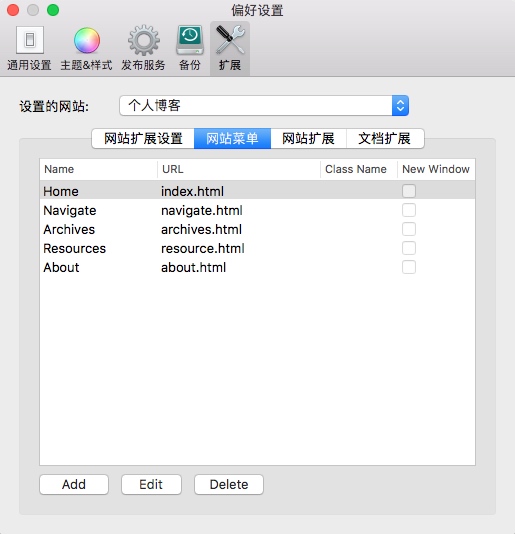 偏好设置
通用设置 主题&样式 发布服务 备份 扩展
设置的网站: 个人博客
网站扩展设置 网站菜单 网站扩展 文档扩展
Name URL Class Name New Window
Home index.html
Navigate navigate.html
Archives archives.html
Resources resource.html
About about.html
Add Edit Delete